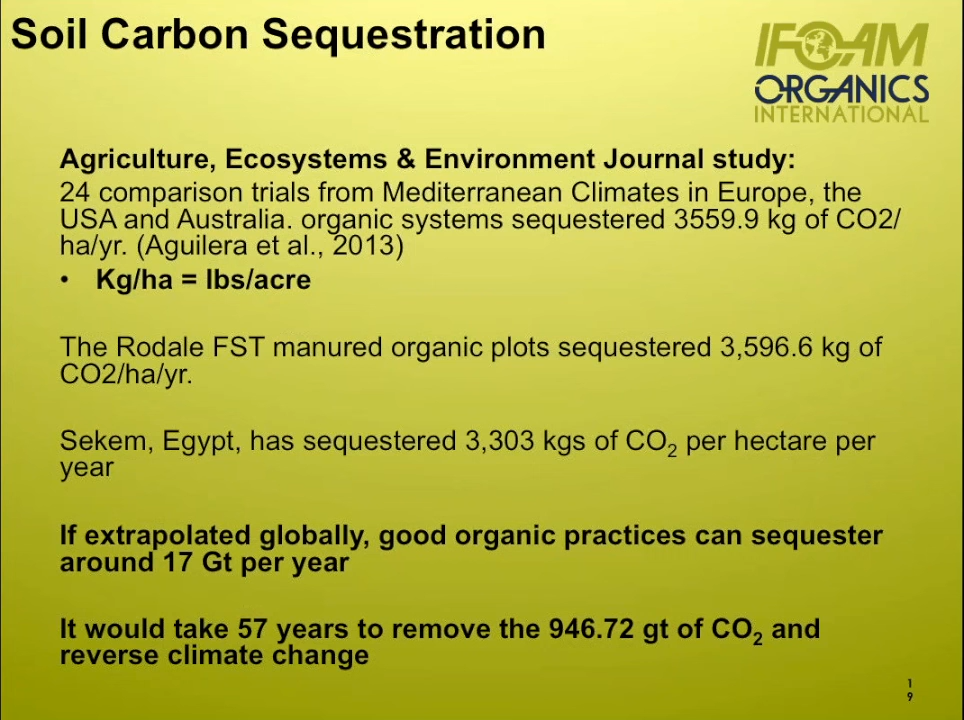 Soil Carbon Sequestration
IFOAM
ORGANICS
INTERNATIONAL
Agriculture, Ecosystems & Environment Journal study:
24 comparison trials from Mediterranean Climates in Europe, the
USA and Australia. organic systems sequestered 3559.9 kg of CO2/
ha/yr. (Aguilera et al., 2013)
• Kg/ha = lbs/acre
The Rodale FST manured organic plots sequestered 3,596.6 kg of
CO2/ha/yr.
Sekem, Egypt, has sequestered 3,303 kgs of CO₂ per hectare per
year
If extrapolated globally, good organic practices can sequester
around 17 Gt per year
It would take 57 years to remove the 946.72 gt of CO₂ and
reverse climate change
1
9